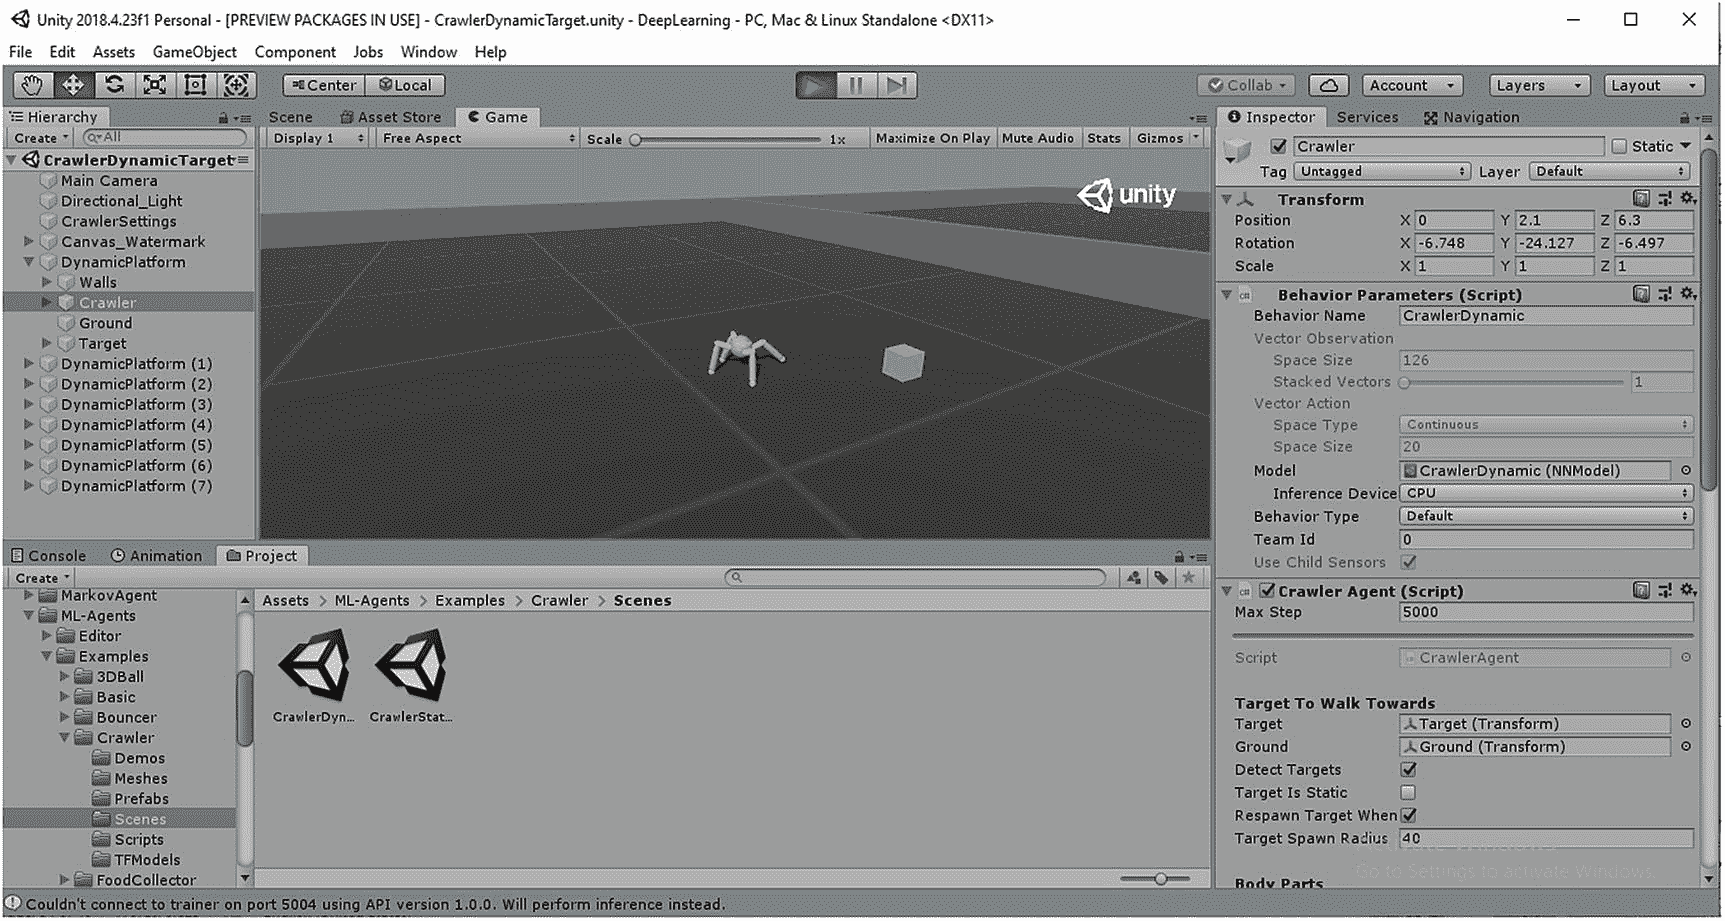 Unity 2018.4.23f1 Personal - [PREVIEW PACKAGES IN USE] - CrawlerDynamicTarget.unity - DeepLearning - PC, Mac & Linux Standalone <DX11>
File Edit Assets GameObject Component Jobs Window Help
Center Local Collab Account Layers Layout
Hierarchy
Create All
CrawlerDynamicTarget
Main Camera
Directional_Light
CrawlerSettings
Canvas_Watermark
DynamicPlatform
Walls
Crawler
Ground
Target
DynamicPlatform (1)
DynamicPlatform (2)
DynamicPlatform (3)
DynamicPlatform (4)
DynamicPlatform (5)
DynamicPlatform (6)
DynamicPlatform (7)
Scene Asset Store Game
Display 1 Free Aspect Scale 1x Maximize On Play Mute Audio Stats Gizmos
unity
Inspector Services Navigation
Crawler Static
Tag Untagged Layer Default
Transform
Position X 0 Y 2.1 Z 6.3
Rotation X -6.748 Y -24.127 Z -6.497
Scale X 1 Y 1 Z 1
Behavior Parameters (Script)
Behavior Name CrawlerDynamic
Vector Observation
Space Size 126
Stacked Vectors 1
Vector Action
Space Type Continuous
Space Size 20
Model CrawlerDynamic (NNModel)
Inference Device CPU
Behavior Type Default
Team Id 0
Use Child Sensors
Crawler Agent (Script)
Max Step 5000
Script CrawlerAgent
Target To Walk Towards
Target Target (Transform)
Ground Ground (Transform)
Detect Targets
Target Is Static
Respawn Target When
Target Spawn Radius 40
Go to Settings to activate Windows.
Body Parts
Console Animation Project
Create
MarkovAgent
ML-Agents
Editor
Examples
3DBall
Basic
Bouncer
Crawler
Demos
Meshes
Prefabs
Scenes
Scripts
TFModels
FoodCollector
Assets > ML-Agents > Examples > Crawler > Scenes
CrawlerDyn... CrawlerStat...
Couldn't connect to trainer on port 5004 using API version 1.0.0. Will perform inference instead.